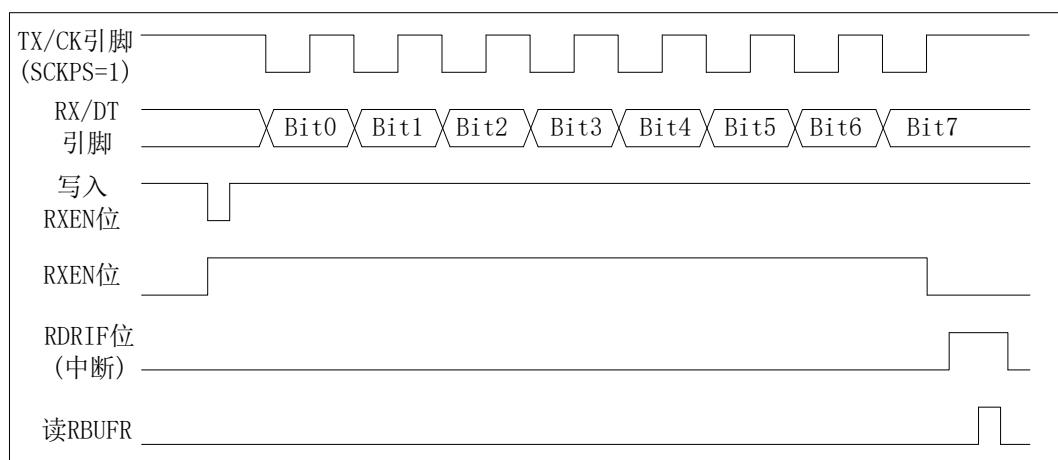 TX/CK引脚
(SCKPS=1)
RX/DT
引脚
Bit0 Bit1 Bit2 Bit3 Bit4 Bit5 Bit6 Bit7
写入
RXEN位
RXEN位
RDRIF位
(中断)
读RBUFR